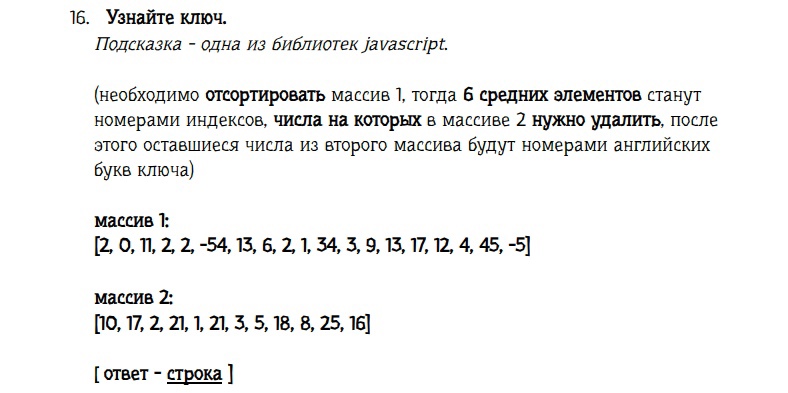 16. Узнайте ключ.
Подсказка - одна из библиотек javascript.
(необходимо отсортировать массив 1, тогда 6 средних элементов станут
номерами индексов, числа на которых в массиве 2 нужно удалить, после
этого оставшиеся числа из второго массива будут номерами английских
букв ключа)
массив 1:
[2, 0, 11, 2, 2, -54, 13, 6, 2, 1, 34, 3, 9, 13, 17, 12, 4, 45, -5]
массив 2:
[10, 17, 2, 21, 1, 21, 3, 5, 18, 8, 25, 16]
[ ответ - строка ]